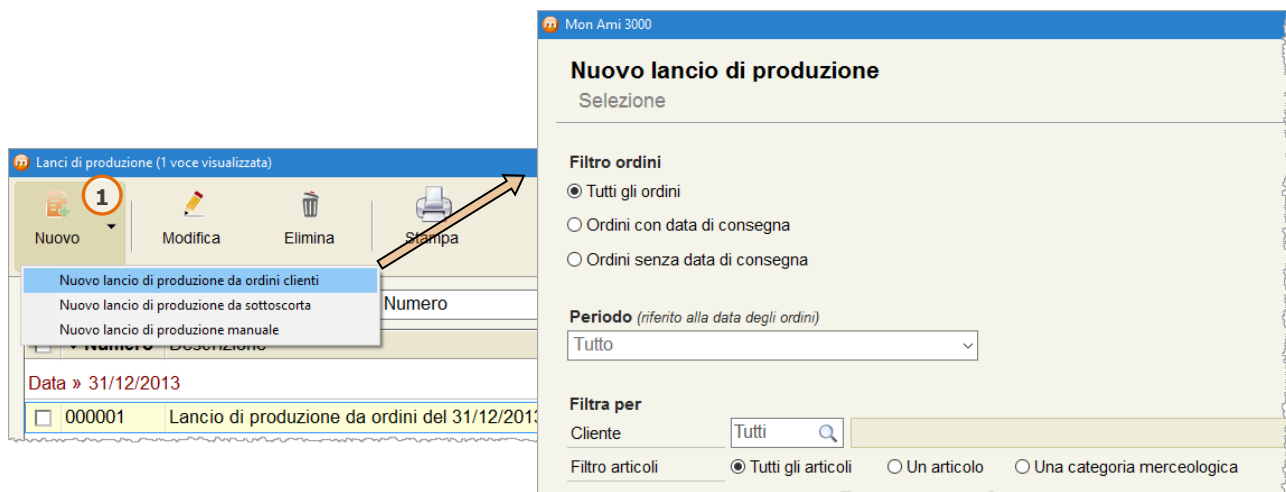 Lanci di produzione (1 voce visualizzata)
1
Nuovo
Modifica
Elimina
Stampa
Nuovo lancio di produzione da ordini clienti
Nuovo lancio di produzione da sottoscorta
Nuovo lancio di produzione manuale
Numero
Numero Descrizione
Data » 31/12/2013
000001 Lancio di produzione da ordini del 31/12/2013
Mon Ami 3000
Nuovo lancio di produzione
Selezione
Filtro ordini
Tutti gli ordini
Ordini con data di consegna
Ordini senza data di consegna
Periodo (riferito alla data degli ordini)
Tutto
Filtra per
Cliente Tutti
Filtro articoli Tutti gli articoli Un articolo Una categoria merceologica